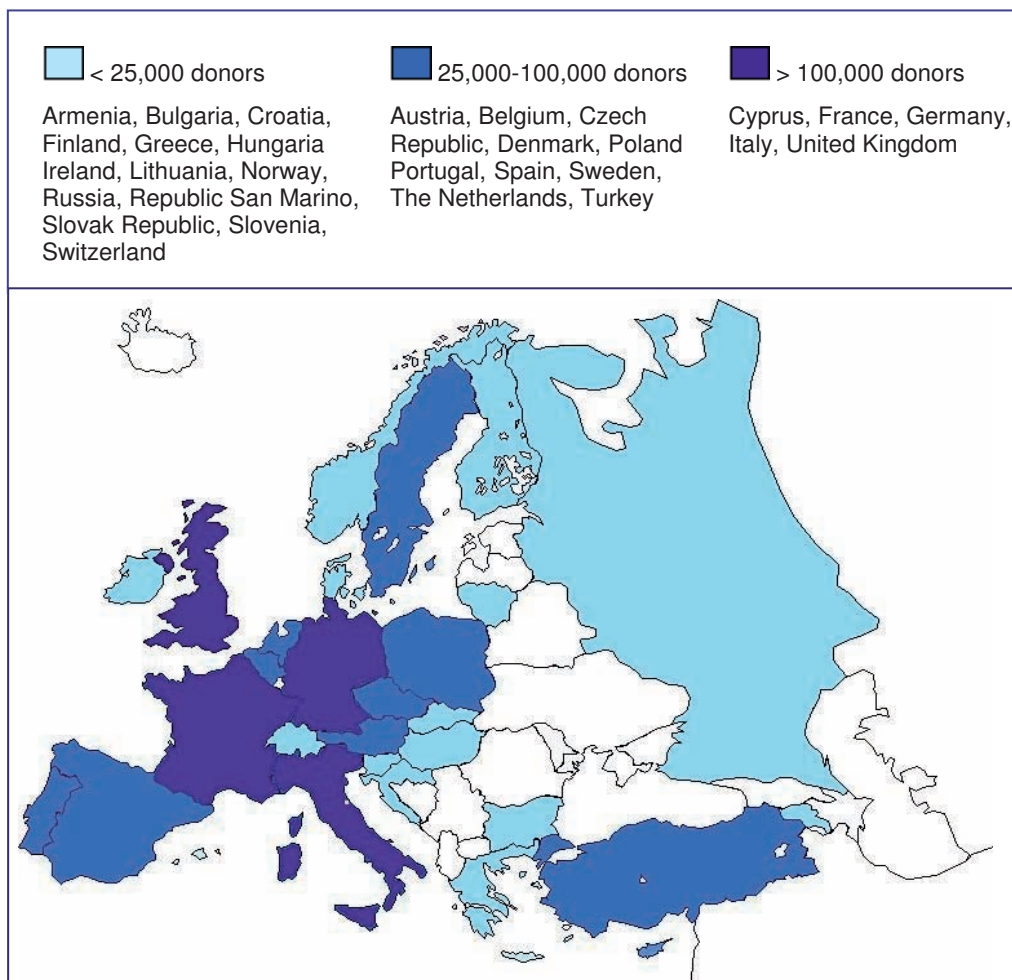 < 25,000 donors
Armenia, Bulgaria, Croatia,
Finland, Greece, Hungaria
Ireland, Lithuania, Norway,
Russia, Republic San Marino,
Slovak Republic, Slovenia,
Switzerland
25,000-100,000 donors
Austria, Belgium, Czech
Republic, Denmark, Poland
Portugal, Spain, Sweden,
The Netherlands, Turkey
> 100,000 donors
Cyprus, France, Germany,
Italy, United Kingdom